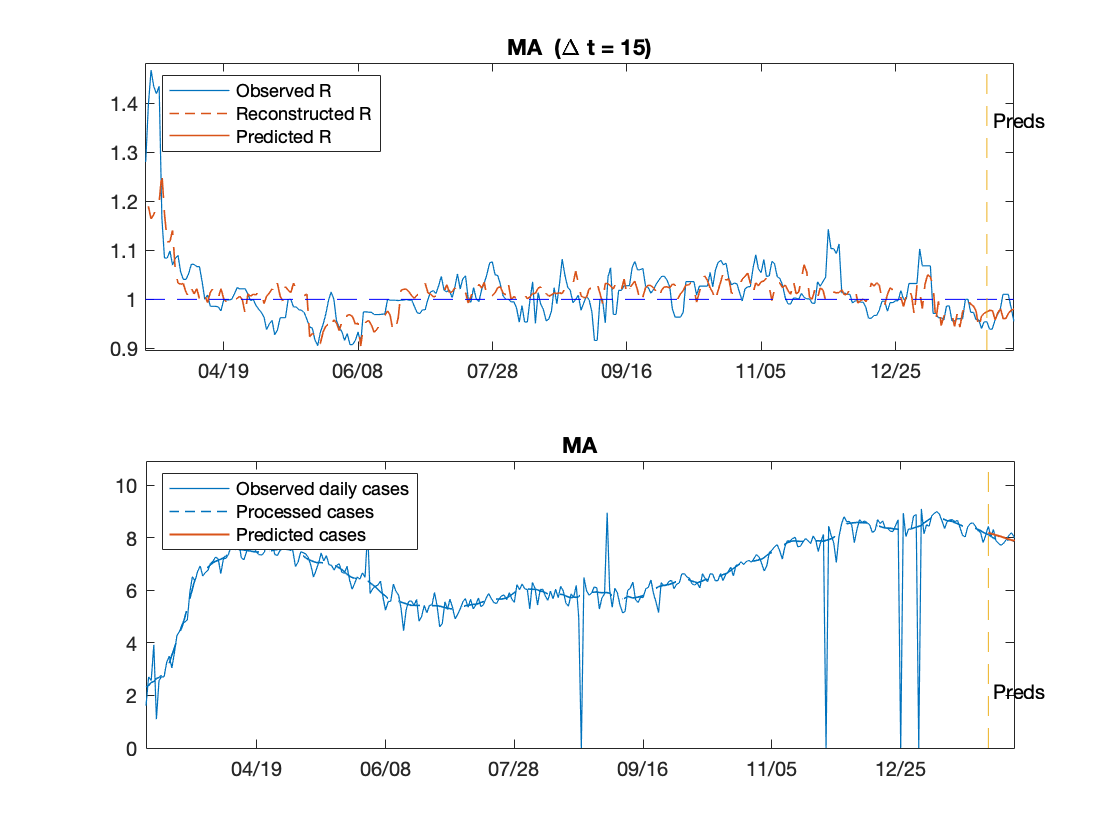 MA (Δ t = 15)
Observed R
Reconstructed R
Predicted R
Preds
1.4
1.3
1.2
1.1
1
0.9
04/19 06/08 07/28 09/16 11/05 12/25
MA
Observed daily cases
Processed cases
Predicted cases
Preds
10
8
6
4
2
0
04/19 06/08 07/28 09/16 11/05 12/25